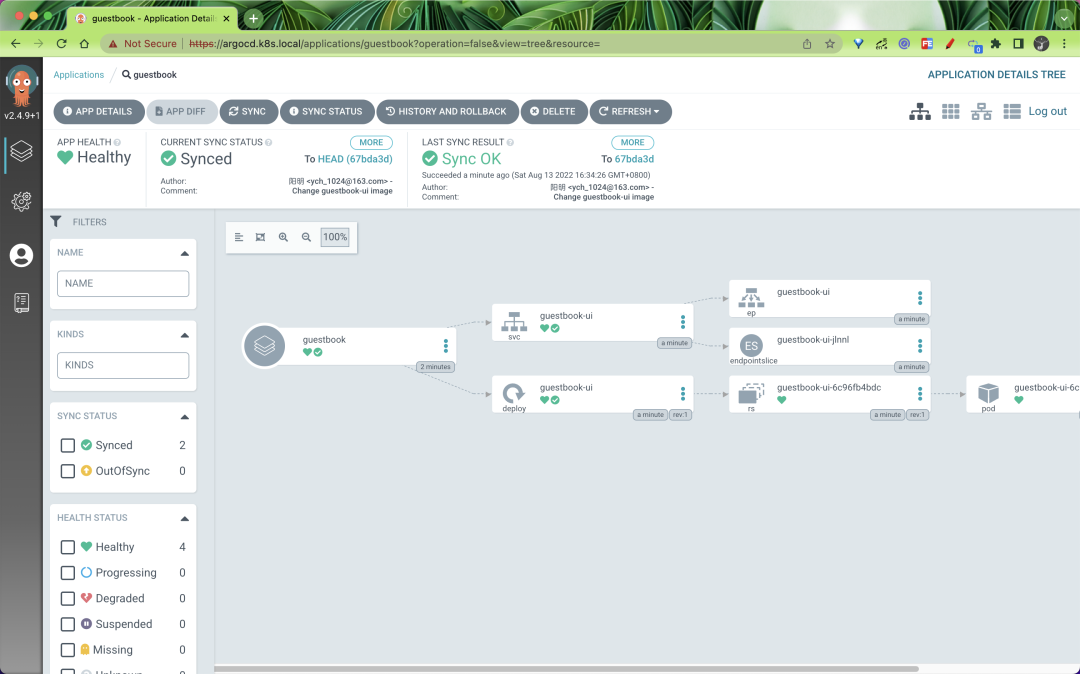 guestbook - Application Detail
Not Secure https://argocd.k8s.local/applications/guestbook?operation=false&view=tree&resource=
v2.4.9+1
Applications / guestbook
APPLICATION DETAILS TREE
APP DETAILS APP DIFF SYNC SYNC STATUS HISTORY AND ROLLBACK DELETE REFRESH
Log out
APP HEALTH
Healthy
CURRENT SYNC STATUS MORE
Synced To HEAD (67bda3d)
Author: 阳明 <ych_1024@163.com> -
Comment: Change guestbook-ui image
LAST SYNC RESULT MORE
Sync OK To 67bda3d
Succeeded a minute ago (Sat Aug 13 2022 16:34:26 GMT+0800)
Author: 阳明 <ych_1024@163.com> -
Comment: Change guestbook-ui image
FILTERS
NAME
NAME
KINDS
KINDS
SYNC STATUS
Synced 2
OutOfSync 0
HEALTH STATUS
Healthy 4
Progressing 0
Degraded 0
Suspended 0
Missing 0
100%
guestbook
2 minutes
svc
guestbook-ui
a minute
deploy
guestbook-ui
a minute rev:1
ep
guestbook-ui
a minute
ES
endpointslice
guestbook-ui-jlnnl
a minute
rs
guestbook-ui-6c96fb4bdc
a minute rev:1
pod
guestbook-ui-6c